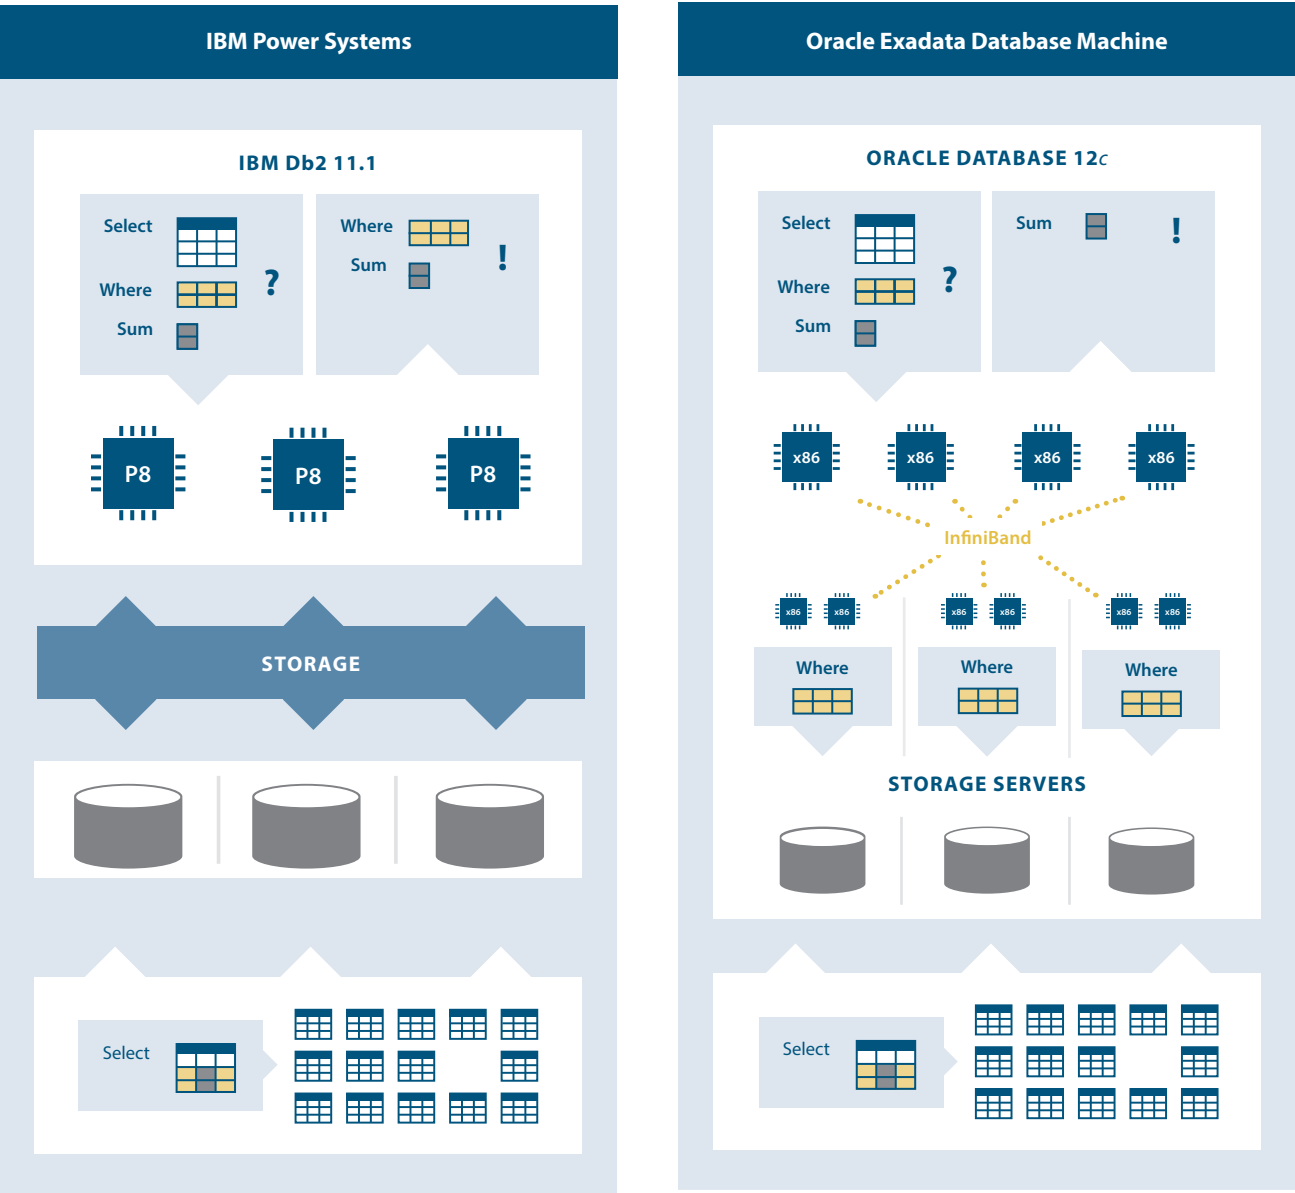 IBM Power Systems
IBM Db2 11.1
Select
Where
Sum
?
Where
Sum
!
P8
P8
P8
STORAGE
Select
Oracle Exadata Database Machine
ORACLE DATABASE 12c
Select
Where
Sum
?
Sum
!
x86
x86
x86
x86
InfiniBand
x86
x86
x86
x86
x86
x86
Where
Where
Where
STORAGE SERVERS
Select